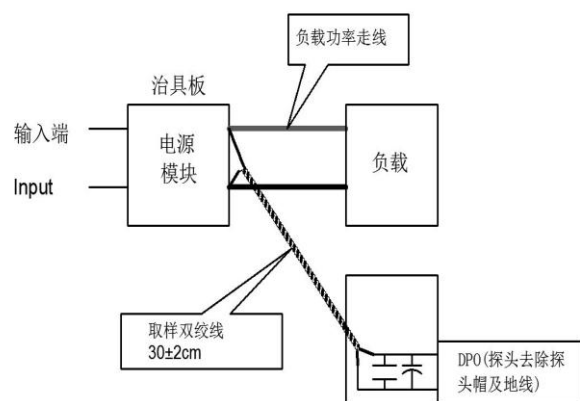 负载功率走线
治具板
输入端
电源
模块
负载
Input
取样双绞线
30±2cm
DPO(探头去除探
头帽及地线)